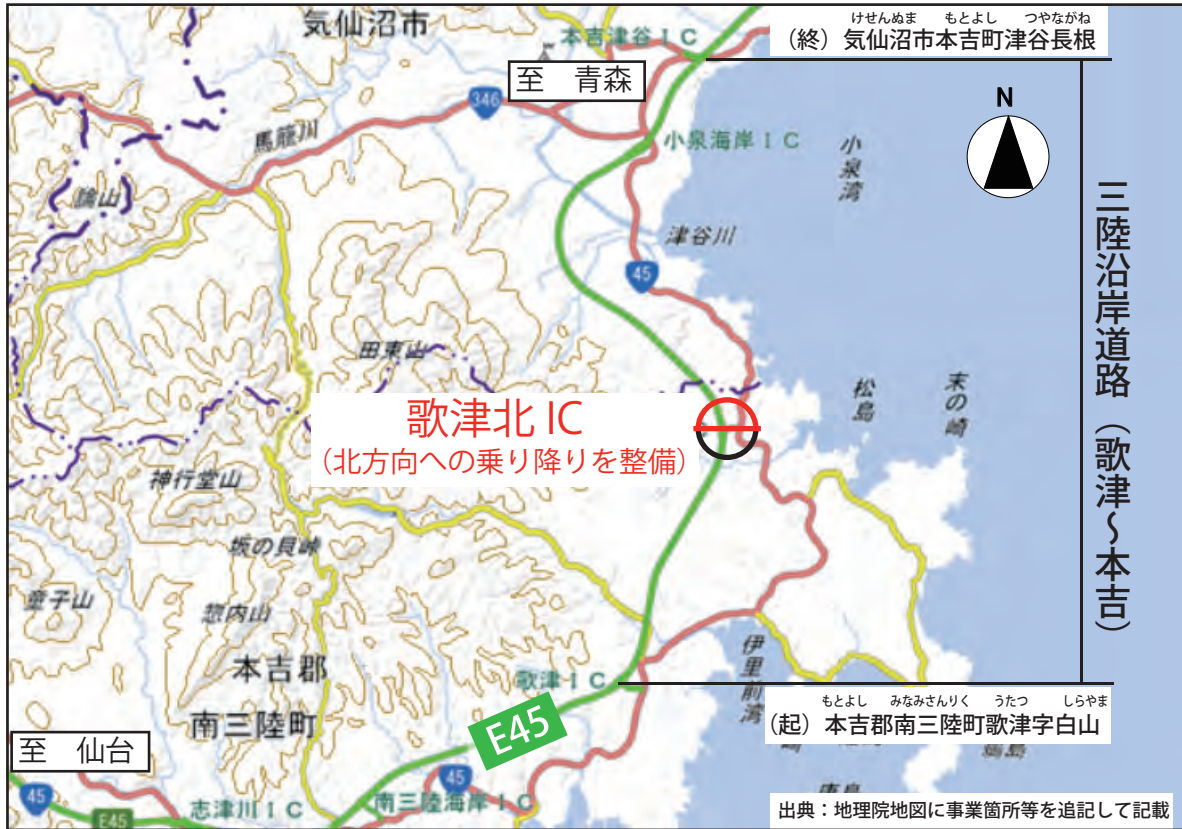 気仙沼市
本吉津谷IC
けせんぬま もとよし つやながね
(終) 気仙沼市本吉町津谷長根
至 青森
346
馬籠川
小泉海岸IC
N
小泉湾
津谷川
45
三陸沿岸道路(歌津~本吉)
田束山
松島
末の崎
歌津北 IC
(北方向への乗り降りを整備)
神行堂山
坂の貝峠
童子山
惣内山
本吉郡
南三陸町
伊里前湾
歌津IC
もとよし みなみさんりく うたつ しらやま
(起) 本吉郡南三陸町歌津字白山
E45
至 仙台
45
E45
志津川IC
45
南三陸海岸IC
出典:地理院地図に事業箇所等を追記して記載